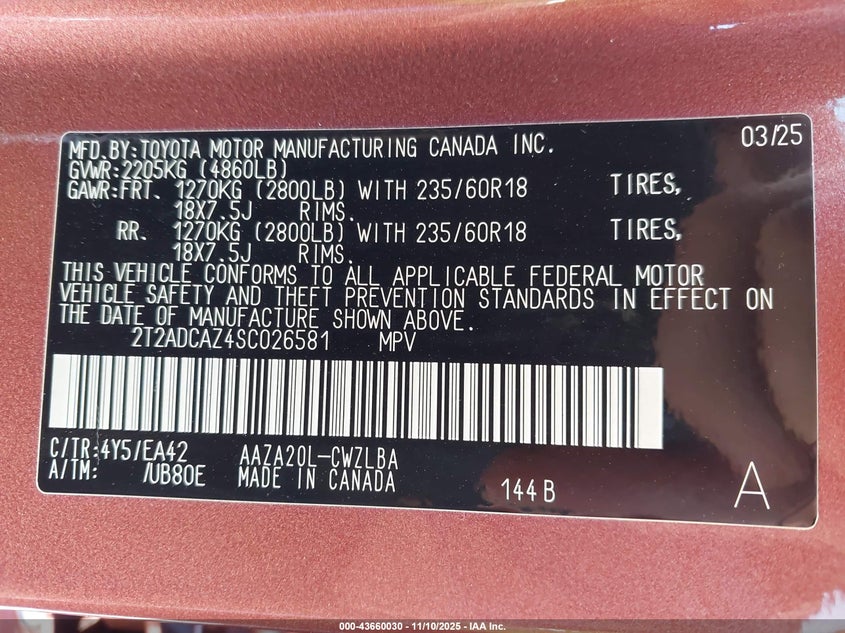 MFD.BY:TOYOTA MOTOR MANUFACTURING CANADA INC. 03/25
GVWR:2205KG (4860LB)
GAWR:FRT. 1270KG (2800LB) WITH 235/60R18 TIRES,
18X7.5J RIMS.
RR. 1270KG (2800LB) WITH 235/60R18 TIRES,
18X7.5J RIMS.
THIS VEHICLE CONFORMS TO ALL APPLICABLE FEDERAL MOTOR
VEHICLE SAFETY AND THEFT PREVENTION STANDARDS IN EFFECT ON
THE DATE OF MANUFACTURE SHOWN ABOVE.
2T2ADCAZ4SC026581 MPV
C/TR:4Y5/EA42 AAZA20L-CWZLBA
A/TM: /UB80E MADE IN CANADA 144B A
000-43660030 - 11/10/2025 - IAA Inc.